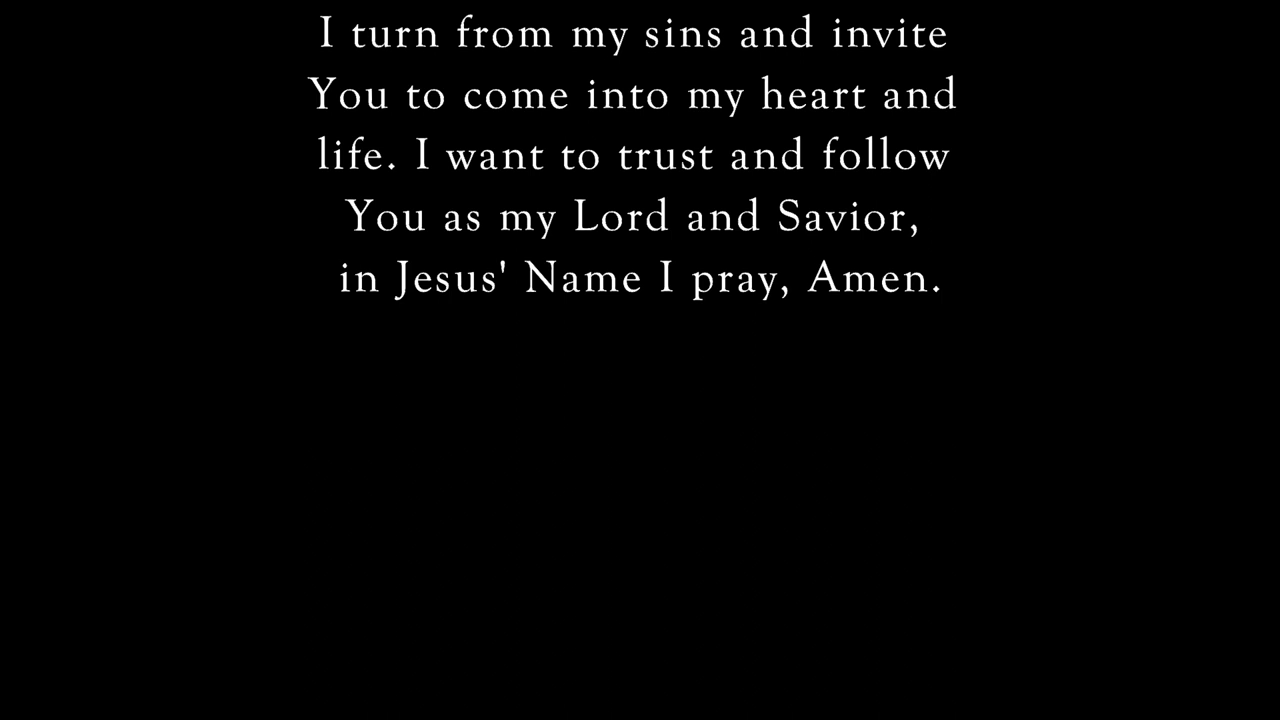 I turn from my sins and invite
You to come into my heart and
life. I want to trust and follow
You as my Lord and Savior,
in Jesus' Name I pray, Amen.